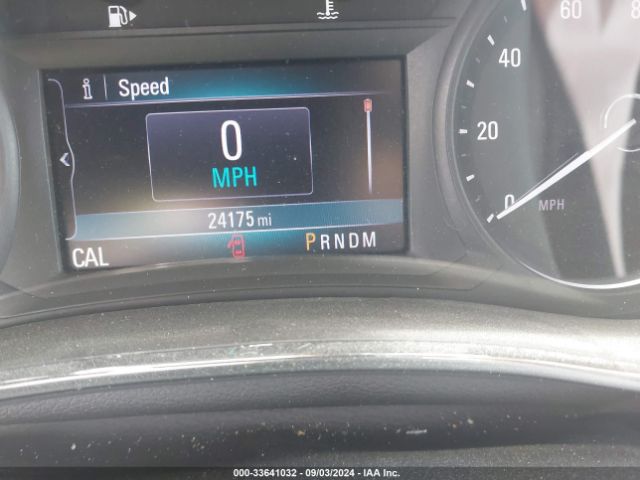 i Speed
0
MPH
24175 mi
CAL
PRNDM
60
8
40
20
0
MPH
000-33641032 - 09/03/2024 - IAA Inc.